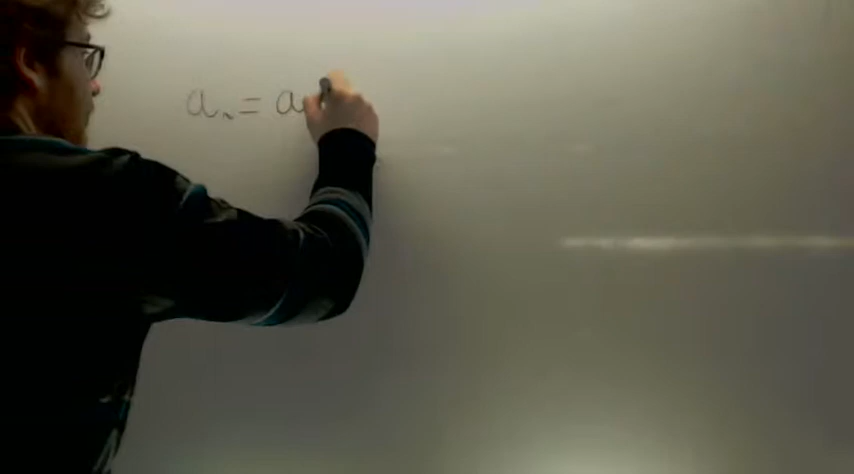 aₙ = a